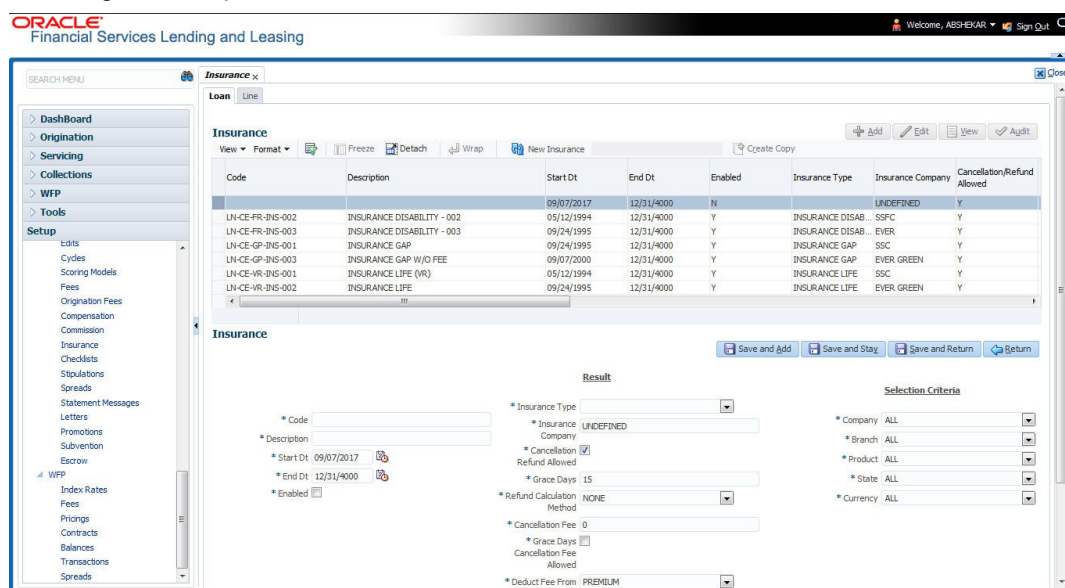 ORACLE
Financial Services Lending and Leasing
Welcome, ABSHEKAR Sign Out
SEARCH MENU
Insurance x
Close
Loan Line
DashBoard
Origination
Servicing
Collections
WFP
Tools
Setup
Edits
Cycles
Scoring Models
Fees
Origination Fees
Compensation
Commission
Insurance
Checklists
Stipulations
Spreads
Statement Messages
Letters
Promotions
Subvention
Escrow
WFP
Index Rates
Fees
Pricings
Contracts
Balances
Transactions
Spreads
Insurance
Add Edit View Audit
View Format Freeze Detach Wrap New Insurance Create Copy
Code Description Start Dt End Dt Enabled Insurance Type Insurance Company Cancellation/Refund Allowed
09/07/2017 12/31/4000 N UNDEFINED Y
LN-CE-FR-INS-002 INSURANCE DISABILITY - 002 05/12/1994 12/31/4000 Y INSURANCE DISAB... SSFC Y
LN-CE-FR-INS-003 INSURANCE DISABILITY - 003 09/24/1995 12/31/4000 Y INSURANCE DISAB... EVER Y
LN-CE-GP-INS-001 INSURANCE GAP 09/24/1995 12/31/4000 Y INSURANCE GAP SSC Y
LN-CE-GP-INS-003 INSURANCE GAP W/O FEE 09/07/2000 12/31/4000 Y INSURANCE GAP EVER GREEN Y
LN-CE-VR-INS-001 INSURANCE LIFE (VR) 05/12/1994 12/31/4000 Y INSURANCE LIFE SSC Y
LN-CE-VR-INS-002 INSURANCE LIFE 09/24/1995 12/31/4000 Y INSURANCE LIFE EVER GREEN Y
Insurance
Save and Add Save and Stay Save and Return Return
* Code
* Description
* Start Dt 09/07/2017
* End Dt 12/31/4000
* Enabled
Result
* Insurance Type
* Insurance Company UNDEFINED
* Cancellation Refund Allowed
* Grace Days 15
* Refund Calculation Method NONE
* Cancellation Fee 0
* Grace Days Cancellation Fee Allowed
* Deduct Fee From PREMIUM
Selection Criteria
* Company ALL
* Branch ALL
* Product ALL
* State ALL
* Currency ALL